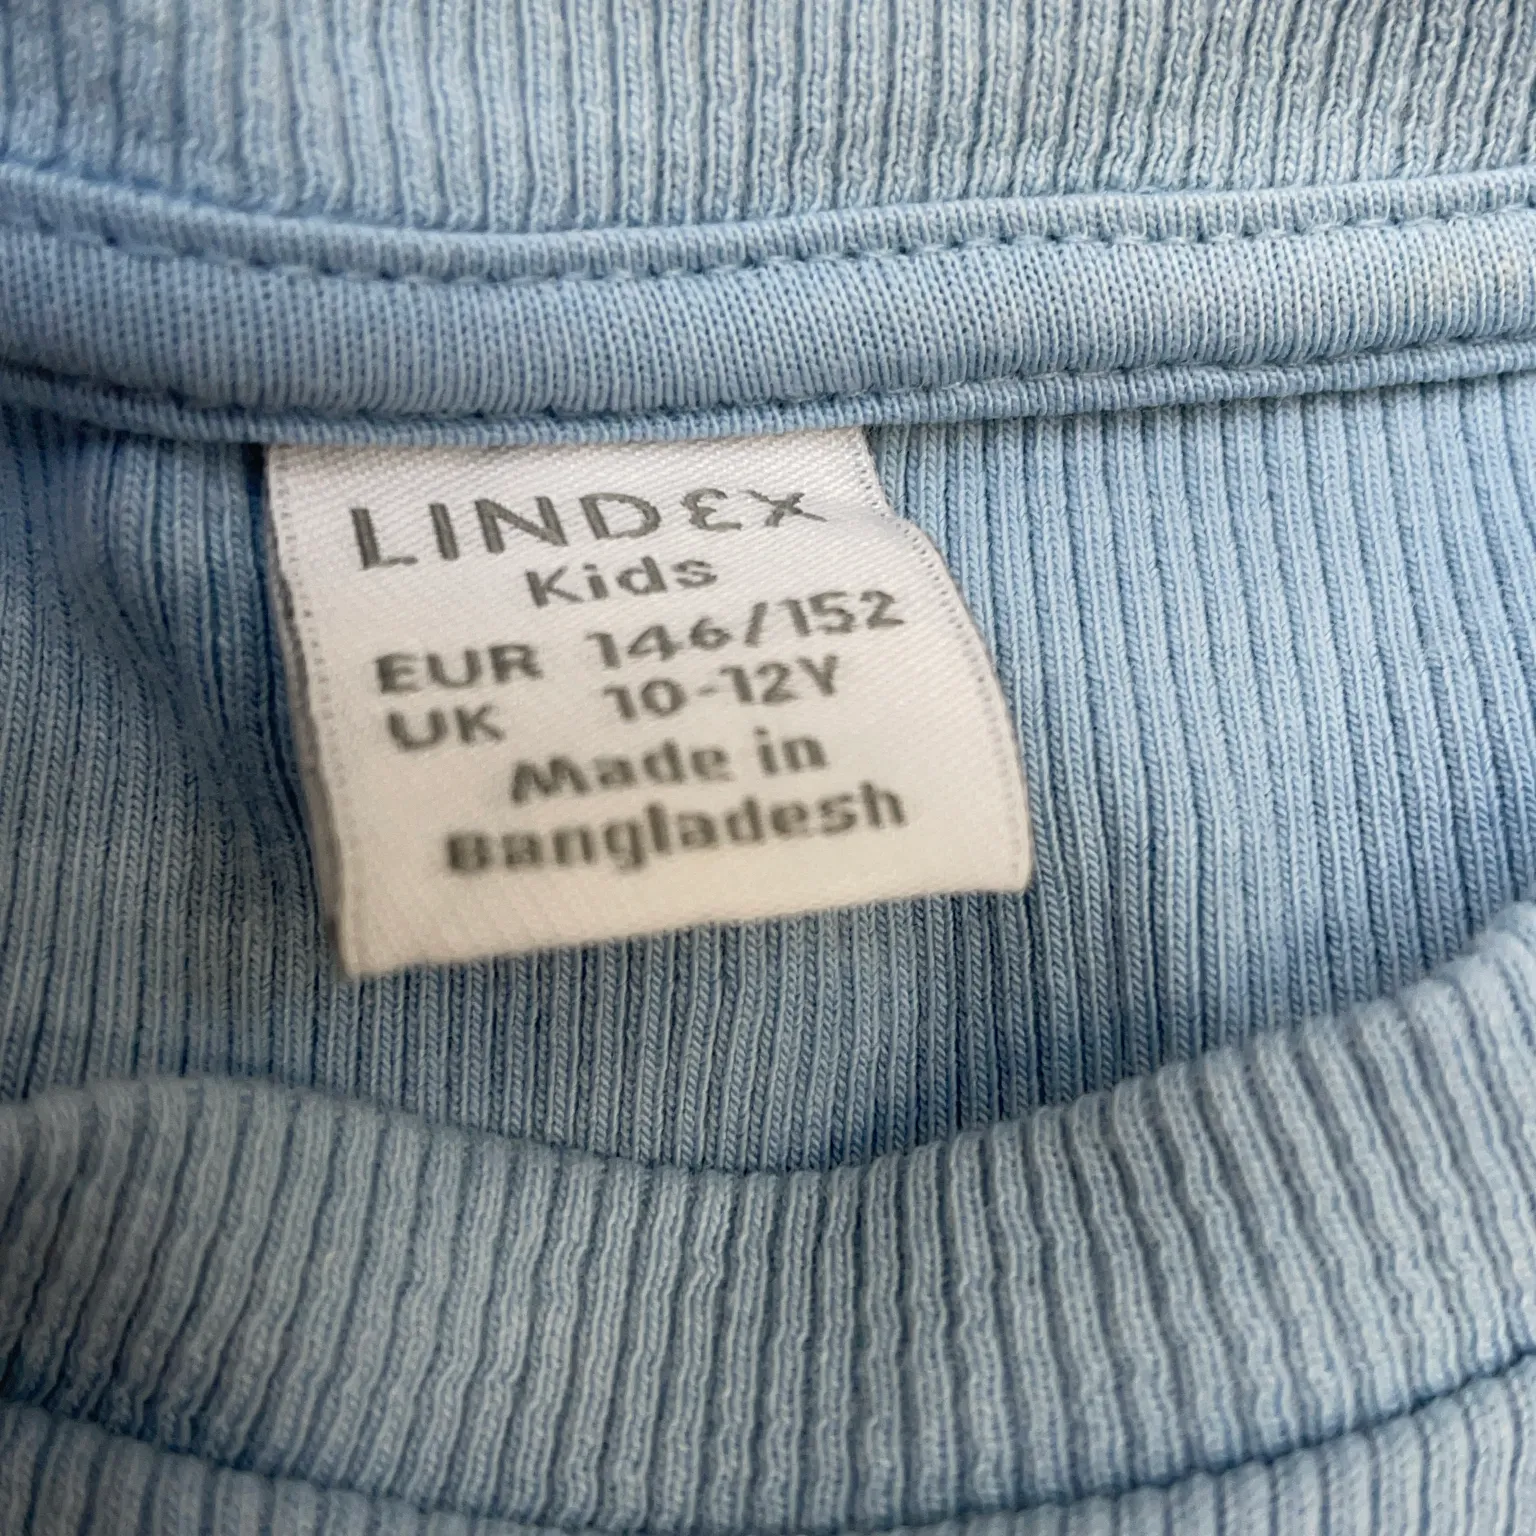 LINDEX
Kids
EUR 146/152
UK 10-12Y
Made in
Bangladesh